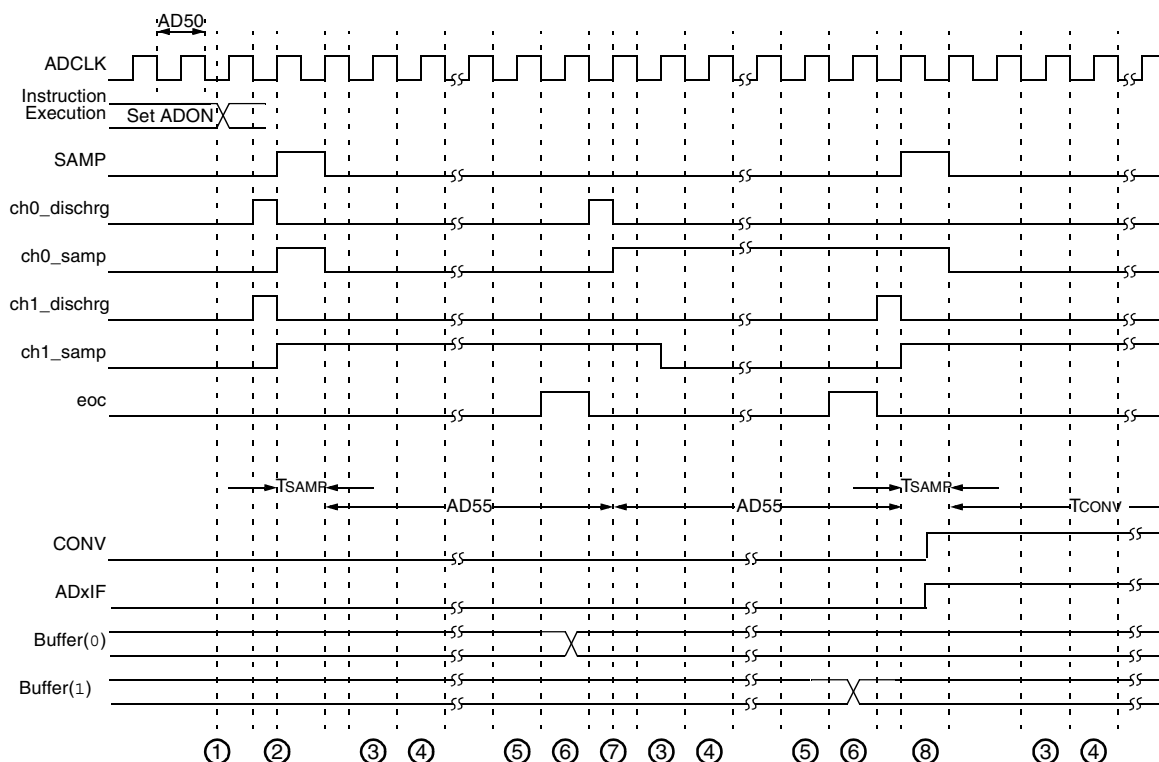 AD50
ADCLK
Instruction
Execution
Set ADON
SAMP
ch0_dischrg
ch0_samp
ch1_dischrg
ch1_samp
eoc
TSAMP TSAMP
AD55 AD55 TCONV
CONV
ADxIF
Buffer(0)
Buffer(1)
① ② ③ ④ ⑤ ⑥ ⑦ ③ ④ ⑤ ⑥ ⑧ ③ ④